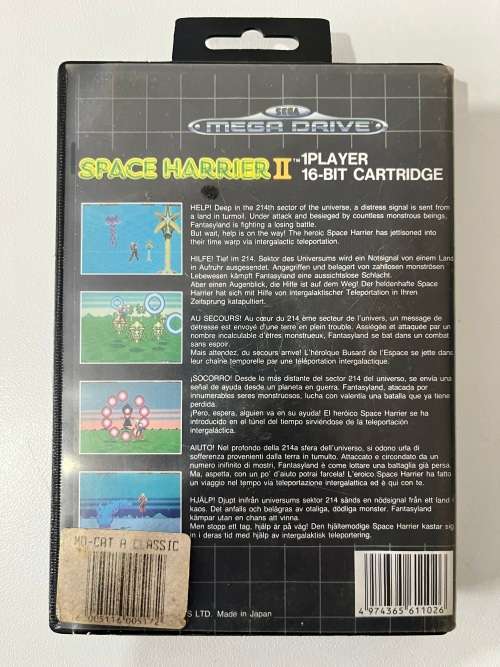 SEGA
MEGA DRIVE
SPACE HARRIER II™
1 PLAYER
16-BIT CARTRIDGE
HELP! Deep in the 214th sector of the universe, a distress signal is sent from
a land in turmoil. Under attack and besieged by countless monstrous beings,
Fantasyland is fighting a losing battle.
But wait, help is on the way! The heroic Space Harrier has jettisoned into
their time warp via intergalactic teleportation.
HILFE! Tief im 214. Sektor des Universums wird ein Notsignal von einem Land
in Aufruhr ausgesendet. Angegriffen und belagert von zahllosen monströsen
Lebewesen kämpft Fantasyland eine aussichtslose Schlacht.
Aber einen Augenblick, die Hilfe ist auf dem Weg! Der heldenhafte Space
Harrier hat sich mit Hilfe von intergalaktischer Teleportation in Ihren
Zeitsprung katapultiert.
AU SECOURS! Au cœur du 214 ème secteur de l'univers, un message de
détresse est envoyé d'une terre en plein trouble. Assiégée et attaquée par un
nombre incalculable d'êtres monstrueux, Fantasyland se bat dans un combat
sans espoir.
Mais attendez, du secours arrive! L'héroïque Busard de l'Espace se jette dans
leur chaîne temporelle par une téléportation intergalactique.
¡SOCORRO! Desde lo más distante del sector 214 del universo, se envía una
señal de ayuda desde un planeta en guerra. Fantasyland, atacada por
innumerables seres monstruosos, lucha con valentía una batalla que ya tiene
perdida.
¡Pero, espera, alguien va en su ayuda! El heróico Space Harrier se ha
introducido en el túnel del tiempo sirviéndose de la teleportación
intergaláctica.
AIUTO! Nel profondo della 214a sfera dell'universo, si odono urla di
sofferenza provenienti dalla terra in tumulto. Attaccato e circondato da un
numero inifinito di mostri, Fantasyland è come lottare una battaglia già persa.
Ma, aspetta, con un po' d'aiuto potrai farcela! L'eroico Space Harrier ha fatto
un viaggio nel tempo via teleportazione intergalattica ed è qui con te.
HJÄLP! Djupt inifrån universums sektor 214 sänds en nödsignal från ett land i
kaos. Det anfalls och belägras av otaliga, dödliga monster. Fantasyland
kämpar utan en chans att vinna.
Men stopp ett tag, hjälp är på väg! Den hjältemodige Space Harrier kastar sig
in i deras tid med hjälp av intergalaktisk teleportering.
MD-CAT A CLASSIC
S LTD. Made in Japan
4 974365 611026